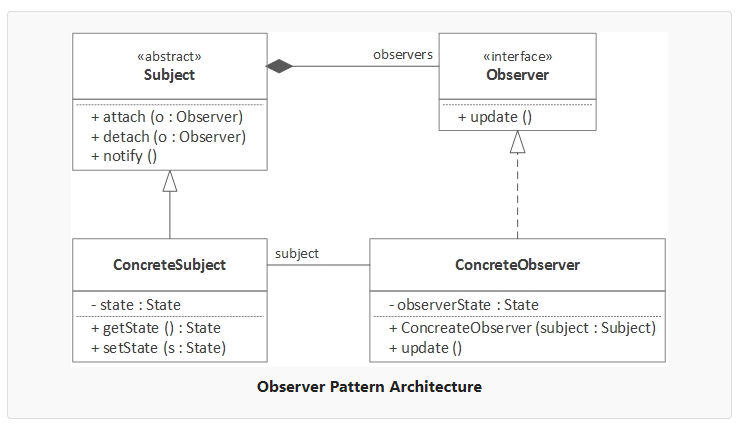 «abstract»
Subject
+ attach (o : Observer)
+ detach (o : Observer)
+ notify ()
observers
«interface»
Observer
+ update ()
ConcreteSubject
- state : State
+ getState () : State
+ setState (s : State)
subject
ConcreteObserver
- observerState : State
+ ConcreateObserver (subject : Subject)
+ update ()
Observer Pattern Architecture